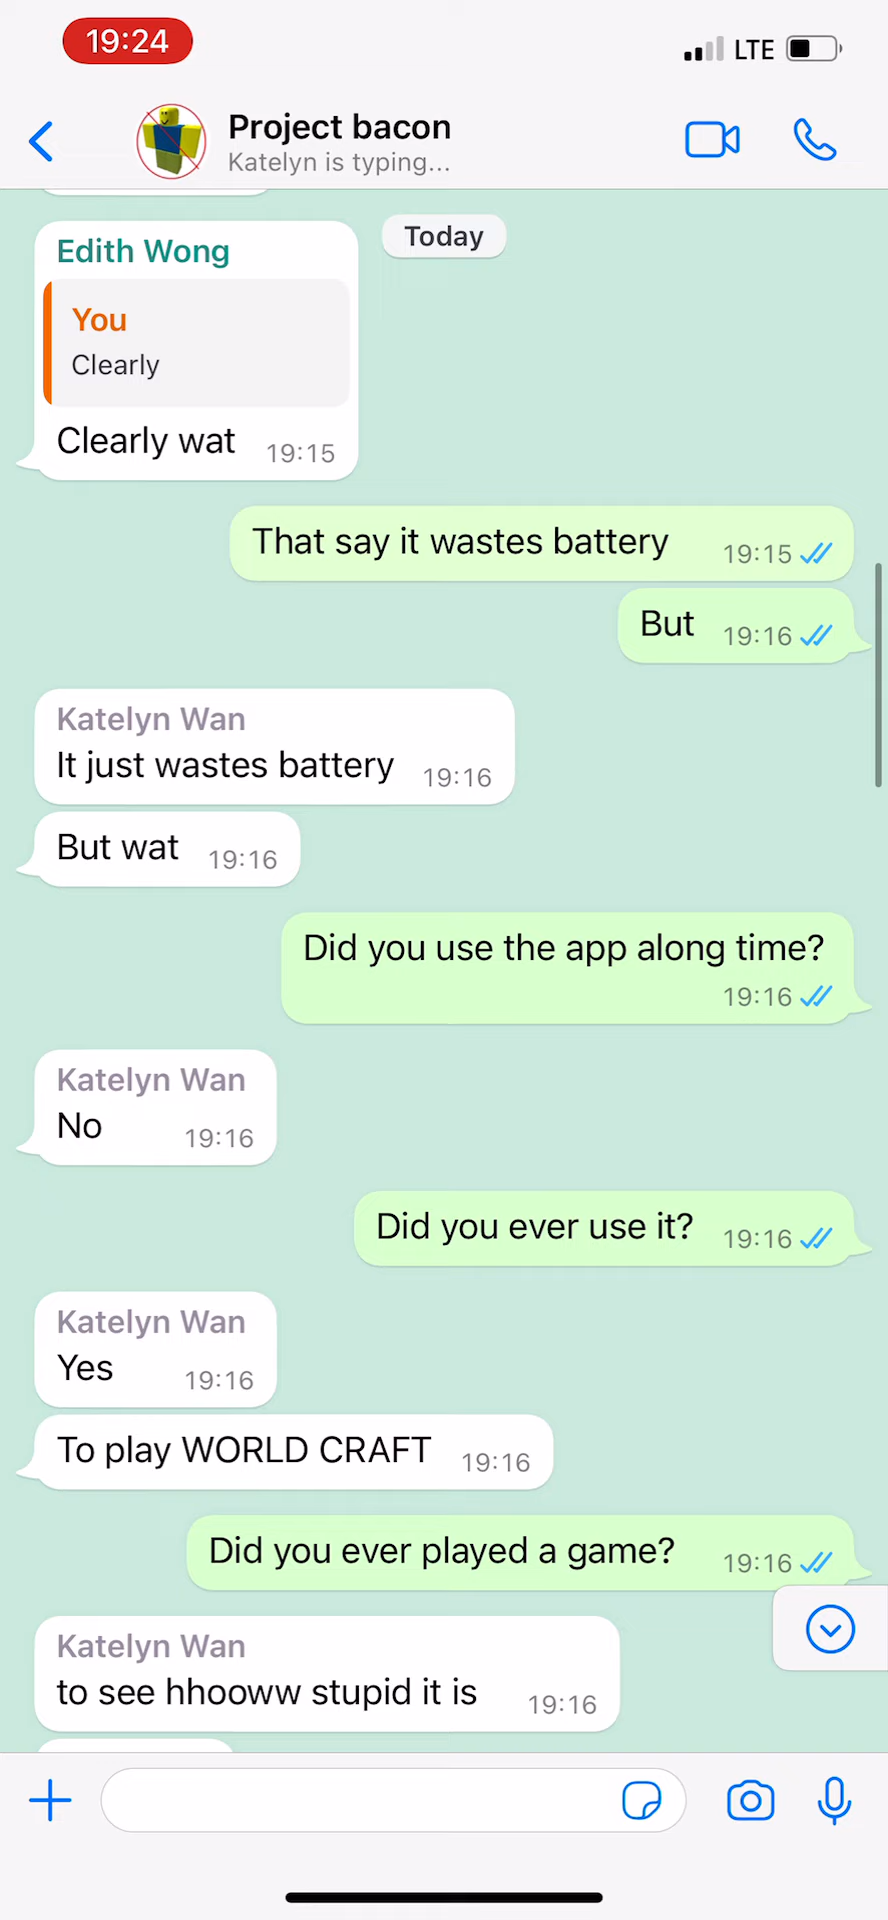 19:24
LTE
Project bacon
Katelyn is typing...
Today
Edith Wong
You
Clearly
Clearly wat 19:15
That say it wastes battery 19:15
But 19:16
Katelyn Wan
It just wastes battery 19:16
But wat 19:16
Did you use the app along time?
19:16
Katelyn Wan
No 19:16
Did you ever use it? 19:16
Katelyn Wan
Yes 19:16
To play WORLD CRAFT 19:16
Did you ever played a game? 19:16
Katelyn Wan
to see hhooww stupid it is 19:16